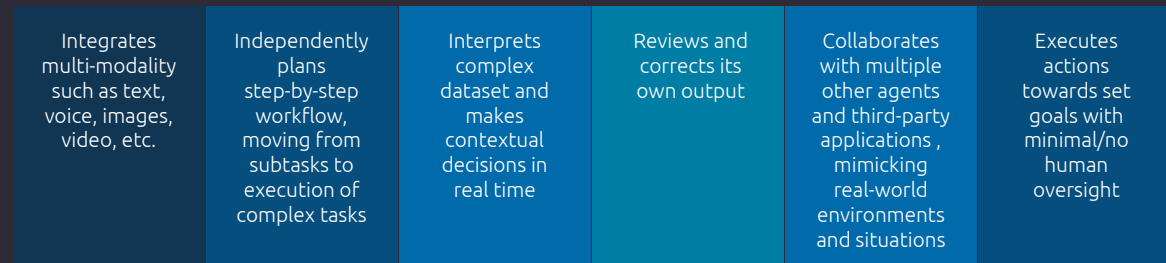 Integrates
multi-modality
such as text,
voice, images,
video, etc.
Independently
plans
step-by-step
workflow,
moving from
subtasks to
execution of
complex tasks
Interprets
complex
dataset and
makes
contextual
decisions in
real time
Reviews and
corrects its
own output
Collaborates
with multiple
other agents
and third-party
applications ,
mimicking
real-world
environments
and situations
Executes
actions
towards set
goals with
minimal/no
human
oversight